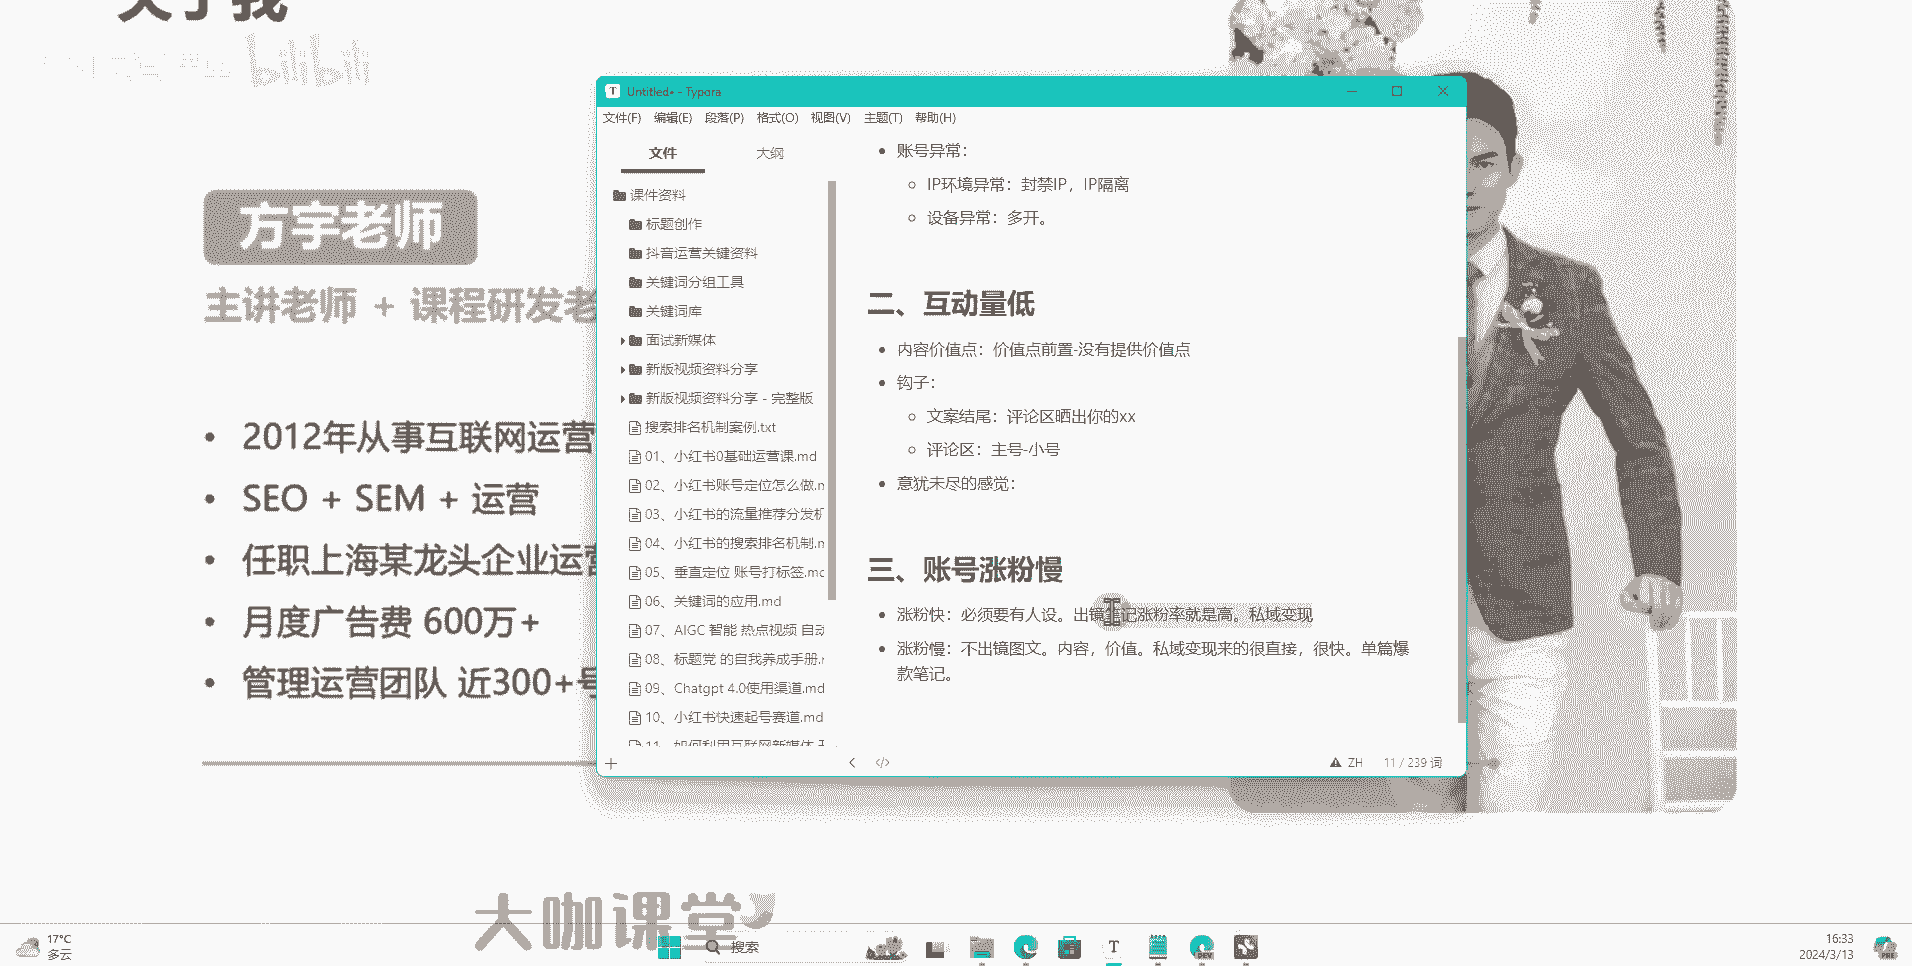 关于我
bilibili
方宇老师
主讲老师 + 课程研发老
2012年从事互联网运营
SEO + SEM + 运营
任职上海某龙头企业运营
月度广告费 600万+
管理运营团队 近300+号
Untitled• - Typora
文件(F) 编辑(E) 段落(P) 格式(O) 视图(V) 主题(T) 帮助(H)
文件 大纲
课件资料
标题创作
抖音运营关键资料
关键词分组工具
关键词库
面试新媒体
新版视频资料分享
新版视频资料分享 - 完整版
搜索排名机制案例.txt
01、小红书0基础运营课.md
02、小红书账号定位怎么做.m
03、小红书的流量推荐分发机
04、小红书的搜索排名机制.m
05、垂直定位 账号打标签.mc
06、关键词的应用.md
07、AIGC 智能 热点视频 自动
08、标题党 的自我养成手册.r
09、Chatgpt 4.0使用渠道.md
10、小红书快速起号赛道.md
11、如何利用互联网新媒体 干
账号异常：
IP环境异常：封禁IP，IP隔离
设备异常：多开。
二、互动量低
内容价值点：价值点前置-没有提供价值点
钩子：
文案结尾：评论区晒出你的xx
评论区：主号-小号
意犹未尽的感觉：
三、账号涨粉慢
涨粉快：必须要有人设。出镜笔记涨粉率就是高。私域变现
涨粉慢：不出镜图文。内容，价值。私域变现来的很直接，很快。单篇爆
款笔记。
ZH 11 / 239 词
大咖课堂
17°C
多云
搜索
16:33
2024/3/13